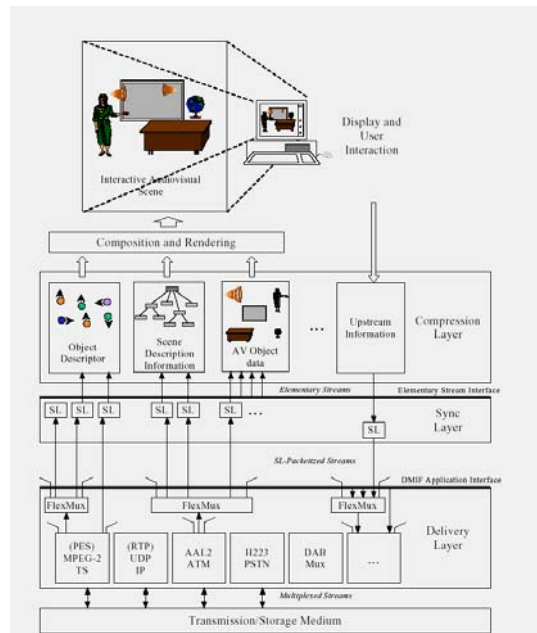 Display and
User
Interaction
Interactive Audiovisual
Scene
Composition and Rendering
Object
Descriptor
Scene
Description
Information
AV Object
data
...
Upstream
Information
Compression
Layer
Elementary Streams
Elementary Stream Interface
SL
SL
SL
SL
SL
SL
...
SL
Sync
Layer
SL-Packetized Streams
DMIF Application Interface
FlexMux
FlexMux
FlexMux
(PES)
MPEG-2
TS
(RTP)
UDP
IP
AAL2
ATM
H223
PSTN
DAB
Mux
...
Delivery
Layer
Multiplexed Streams
Transmission/Storage Medium